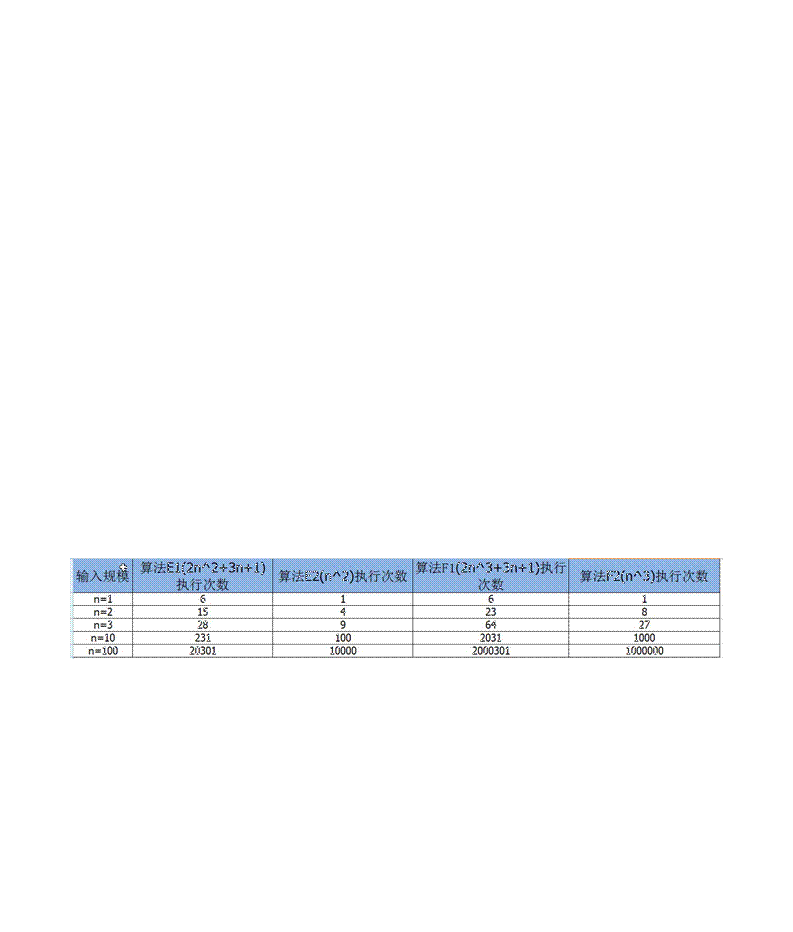 输入规模 算法E1(2n^2+3n+1)执行次数 算法E2(n^2)执行次数 算法F1(2n^3+3n+1)执行次数 算法F2(n^3)执行次数
n=1 6 1 6 1
n=2 15 4 23 8
n=3 28 9 64 27
n=10 231 100 2031 1000
n=100 20301 10000 2000301 1000000